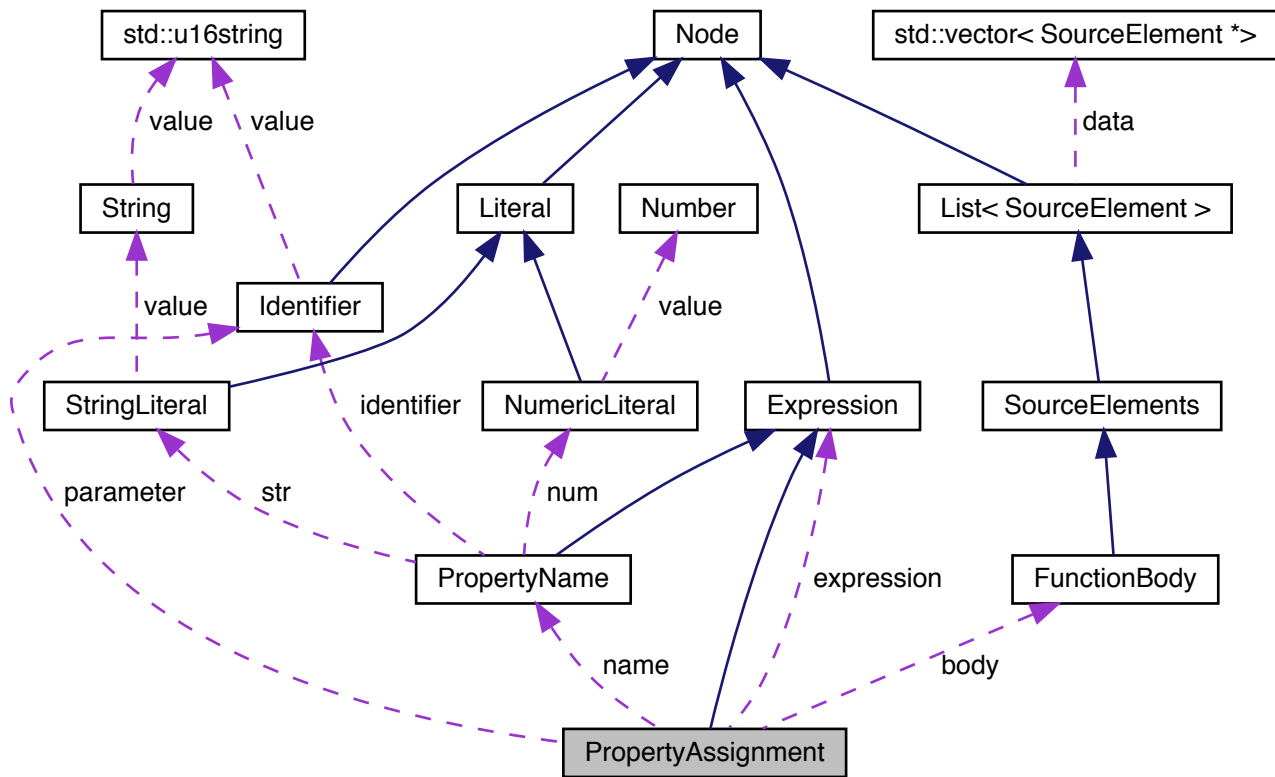 std::u16string
Node
std::vector< SourceElement *>
value
value
data
String
Literal
Number
List< SourceElement >
value
Identifier
value
StringLiteral
identifier
NumericLiteral
Expression
SourceElements
parameter
str
num
PropertyName
expression
FunctionBody
name
body
PropertyAssignment